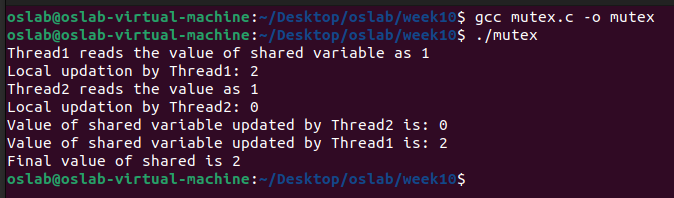 oslab@oslab-virtual-machine:~/Desktop/oslab/week10$ gcc mutex.c -o mutex
oslab@oslab-virtual-machine:~/Desktop/oslab/week10$ ./mutex
Thread1 reads the value of shared variable as 1
Local updation by Thread1: 2
Thread2 reads the value as 1
Local updation by Thread2: 0
Value of shared variable updated by Thread2 is: 0
Value of shared variable updated by Thread1 is: 2
Final value of shared is 2
oslab@oslab-virtual-machine:~/Desktop/oslab/week10$